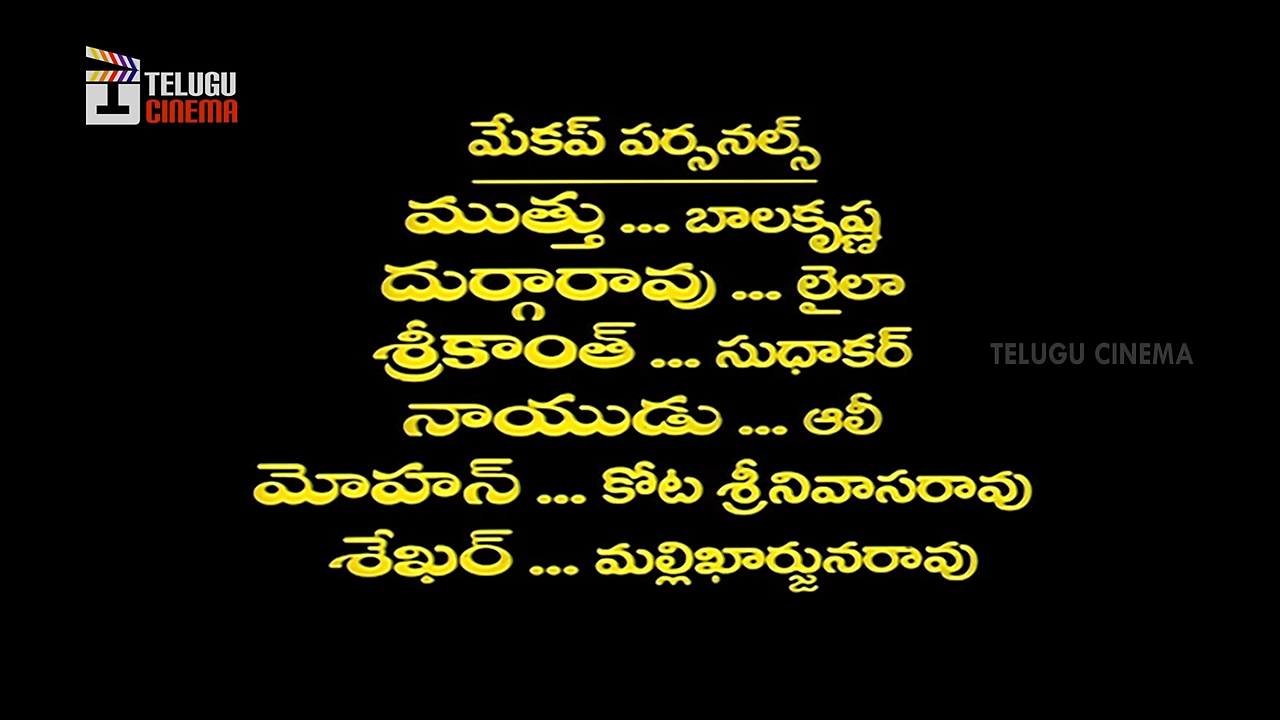 TELUGU
CINEMA
మేకప్ పర్సనల్స్
ముత్తు ... బాలకృష్ణ
దుర్గారావు ... లైలా
శ్రీకాంత్ ... సుధాకర్
TELUGU CINEMA
నాయుడు ... ఆలీ
మోహన్ ... కోట శ్రీనివాసరావు
శేఖర్ ... మల్లిఖార్జునరావు